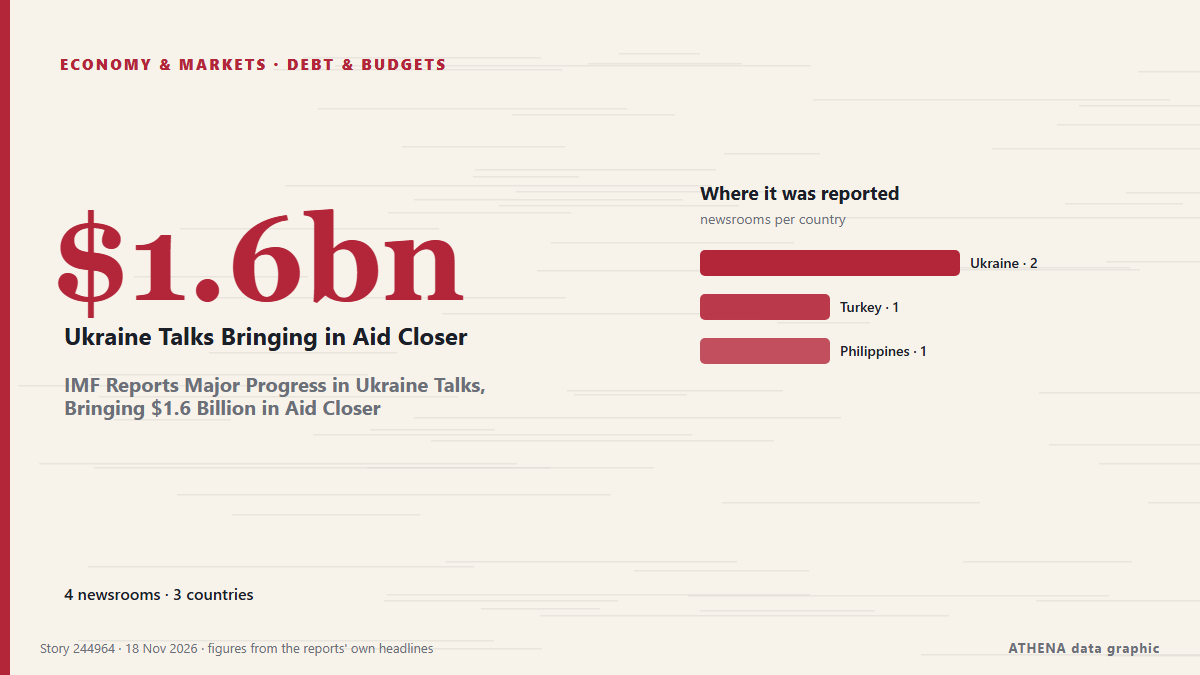 ECONOMY & MARKETS · DEBT & BUDGETS
$1.6bn
Ukraine Talks Bringing in Aid Closer
IMF Reports Major Progress in Ukraine Talks,
Bringing $1.6 Billion in Aid Closer
Where it was reported
newsrooms per country
Ukraine · 2
Turkey · 1
Philippines · 1
4 newsrooms · 3 countries
Story 244964 · 18 Nov 2026 · figures from the reports' own headlines
ATHENA data graphic